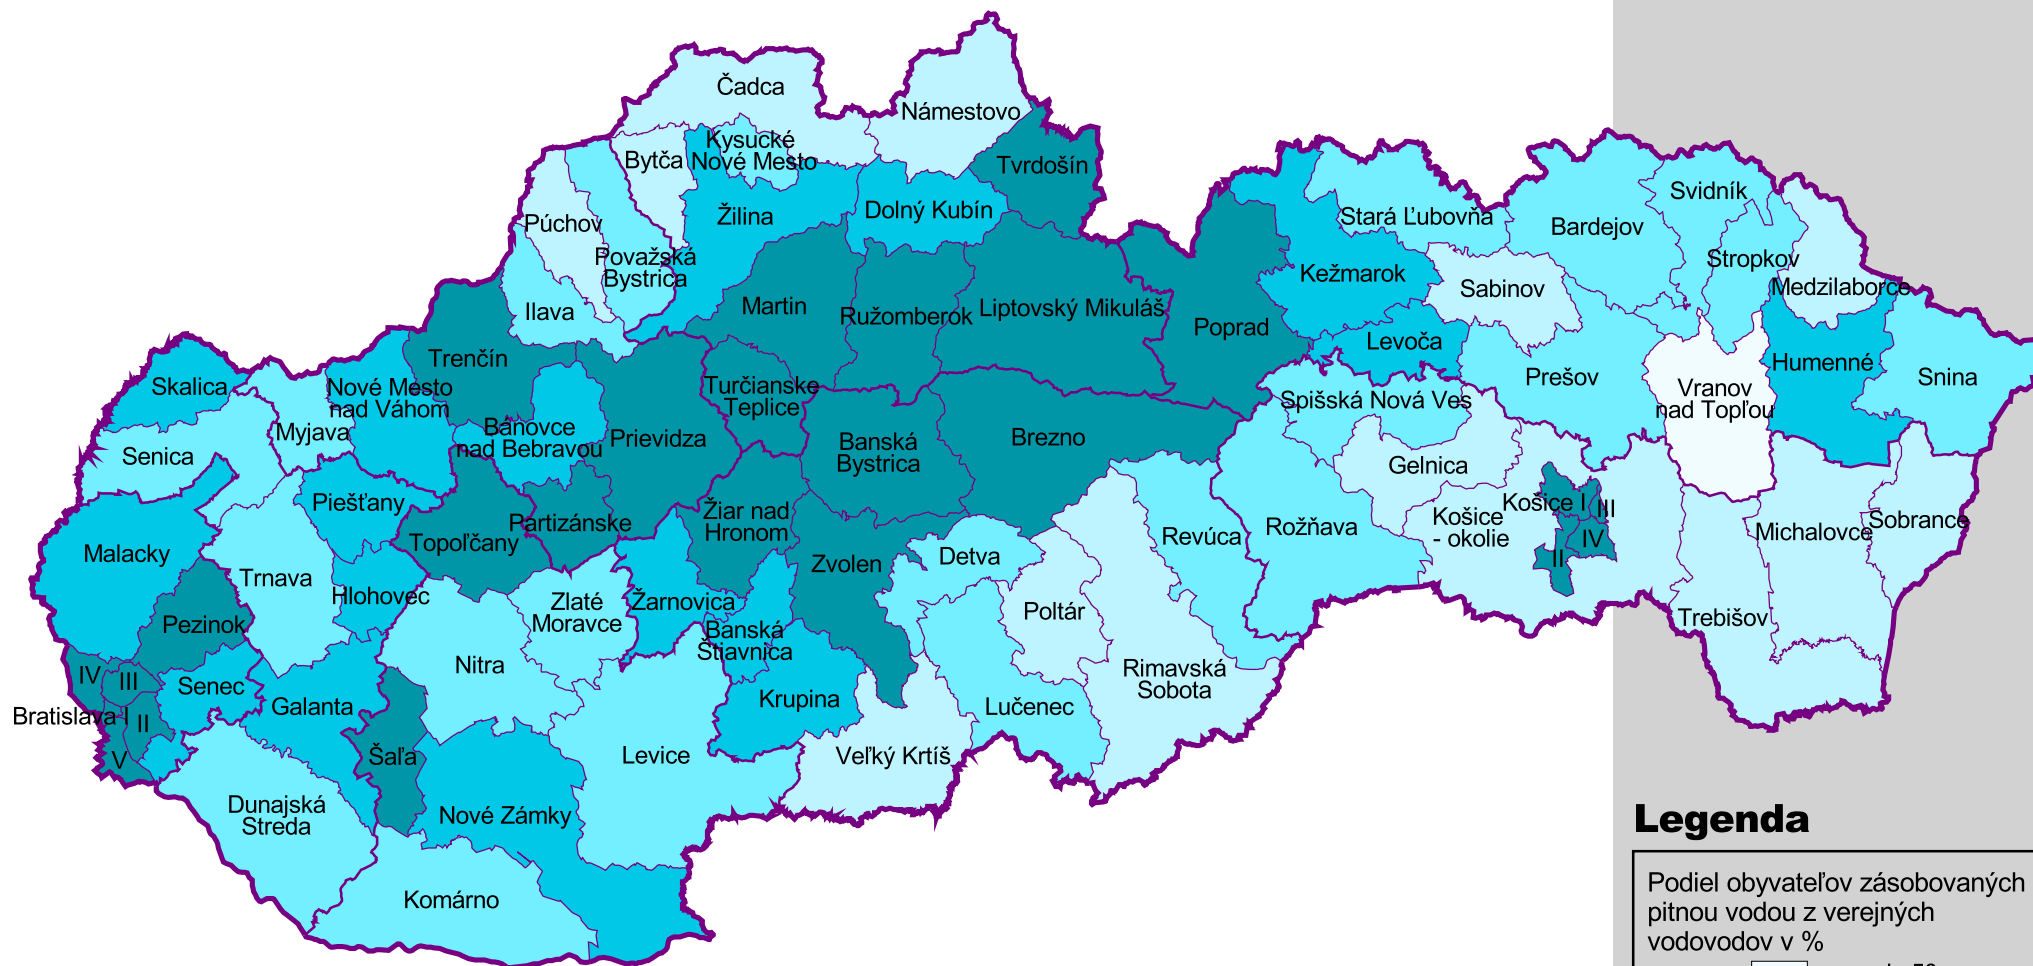 Čadca
Námestovo
Kysucké
Nové Mesto
Bytča
Tvrdošín
Púchov
Žilina
Dolný Kubín
Považská
Bystrica
Ilava
Stará Ľubovňa
Bardejov
Svidník
Stropkov
Medzilaborce
Kežmarok
Sabinov
Martin
Ružomberok
Liptovský Mikuláš
Poprad
Levoča
Trenčín
Prešov
Humenné
Snina
Vranov
nad Topľou
Skalica
Nové Mesto
nad Váhom
Turčianske
Teplice
Spišská Nová Ves
Myjava
Bánovce
nad Bebravou
Prievidza
Banská
Bystrica
Brezno
Senica
Gelnica
Piešťany
Partizánske
Topoľčany
Žiar nad
Hronom
Košice I
III
IV
II
Košice
- okolie
Rožňava
Revúca
Michalovce
Sobrance
Malacky
Trnava
Zvolen
Detva
Hlohovec
Zlaté
Moravce
Žarnovica
Poltár
Trebišov
Pezinok
Banská
Štiavnica
Nitra
Rimavská
Sobota
IV
III
Senec
Galanta
Krupina
Lučenec
Bratislava I
II
V
Šaľa
Levice
Veľký Krtíš
Dunajská
Streda
Nové Zámky
Komárno
Legenda
Podiel obyvateľov zásobovaných
pitnou vodou z verejných
vodovodov v %